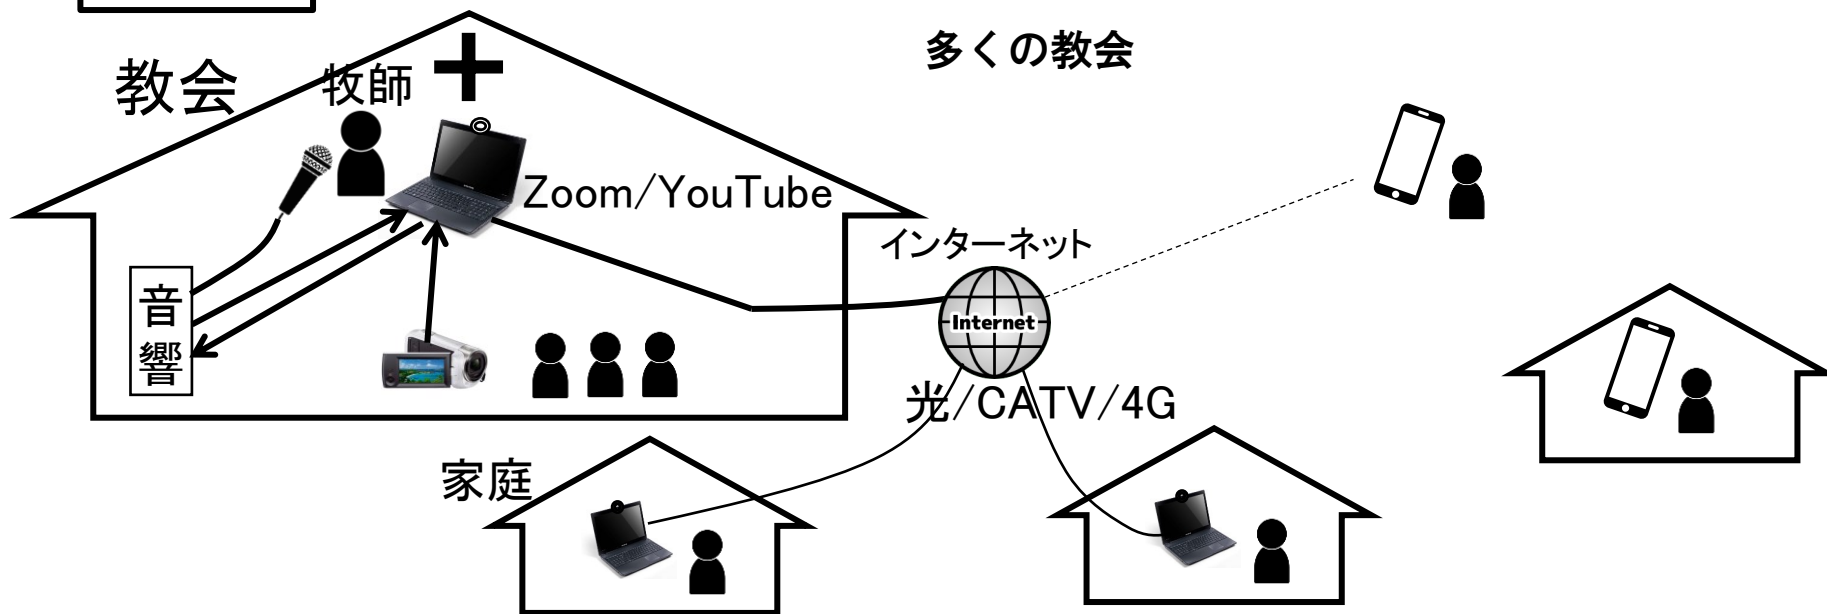 多くの教会
教会
牧師
Zoom/YouTube
インターネット
音
響
Internet
光/CATV/4G
家庭